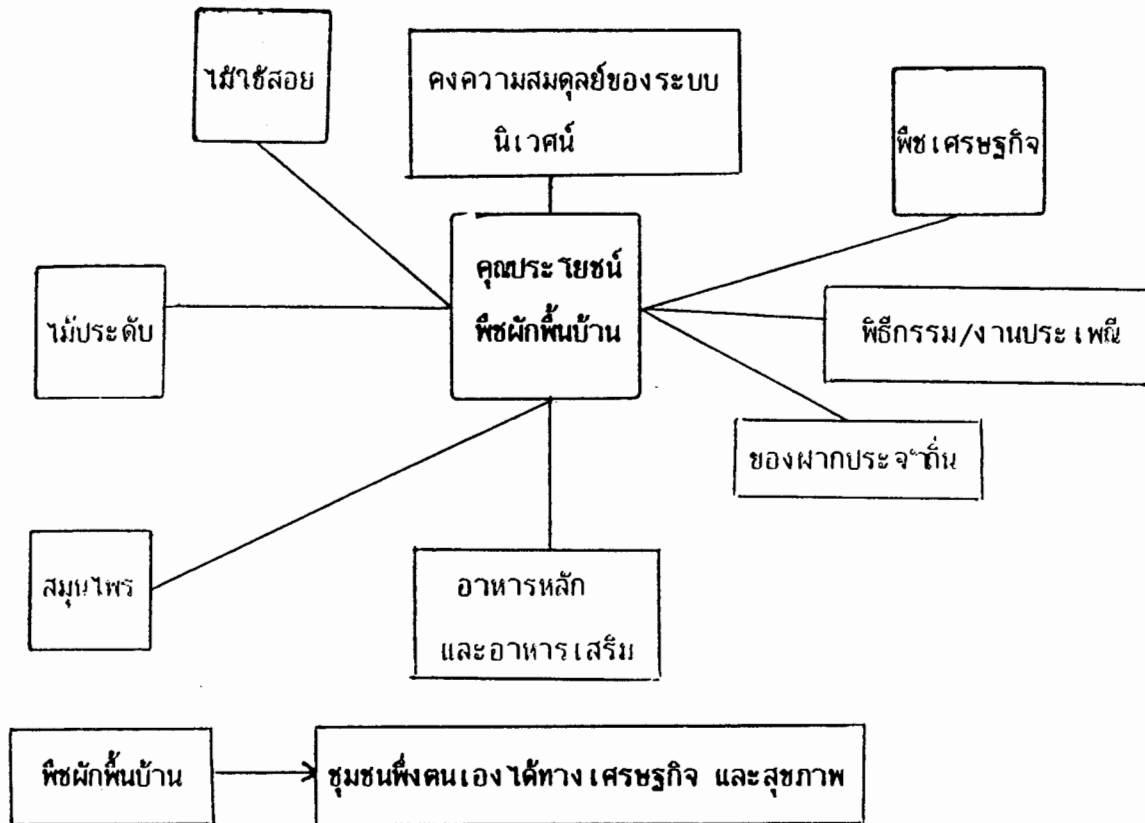 ไม้ใช้สอย
คงความสมดุลย์ของระบบ
นิเวศน์
พืชเศรษฐกิจ
คุณประโยชน์
พืชผักพื้นบ้าน
ไม้ประดับ
พิธีกรรม/งานประเพณี
ของฝากประจำถิ่น
สมุนไพร
อาหารหลัก
และอาหารเสริม
พืชผักพื้นบ้าน
ชุมชนพึ่งตนเองได้ทางเศรษฐกิจ และสุขภาพ